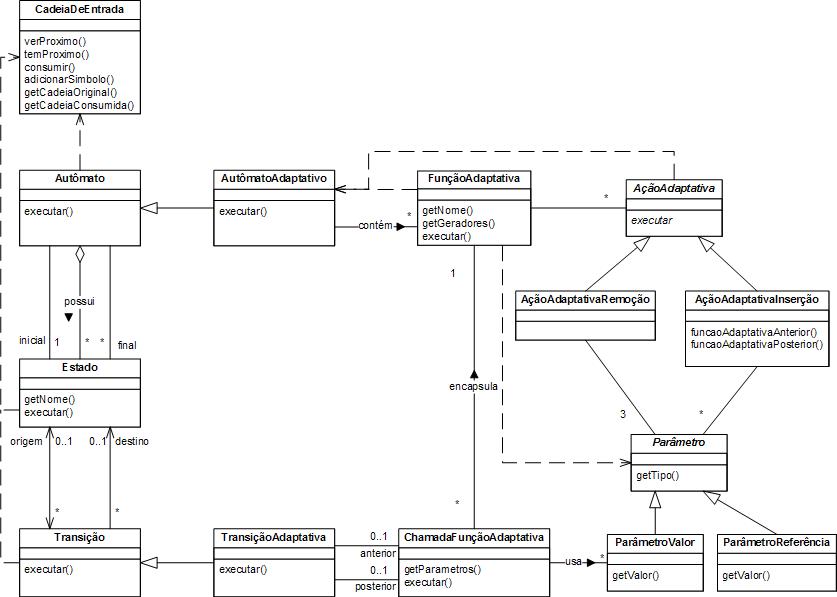 CadeiaDeEntrada
verProximo()
temProximo()
consumir()
adicionarSimbolo()
getCadeiaOriginal()
getCadeiaConsumida()
Autômato
executar()
AutômatoAdaptativo
executar()
contém
*
FunçãoAdaptativa
getNome()
getGeradores()
executar()
*
AçãoAdaptativa
executar
AçãoAdaptativaRemoção
AçãoAdaptativaInserção
funcaoAdaptativaAnterior()
funcaoAdaptativaPosterior()
possui
inicial
1
*
*
final
1
encapsula
*
3
*
Estado
getNome()
executar()
origem
0..1
0..1
destino
*
*
Parâmetro
getTipo()
Transição
executar()
TransiçãoAdaptativa
executar()
0..1
anterior
0..1
posterior
ChamadaFunçãoAdaptativa
getParametros()
executar()
usa
*
ParâmetroValor
getValor()
ParâmetroReferência
getValor()